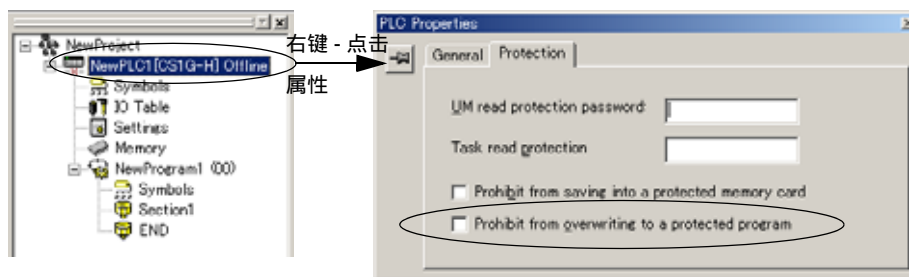 NewProject
NewPLC1[CS1G-H] Offline
Symbols
IO Table
Settings
Memory
NewProgram1 (00)
Symbols
Section1
END
右键 - 点击
属性
PLC Properties
General Protection
UM read protection password
Task read protection
Prohibit from saving into a protected memory card
Prohibit from overwriting to a protected program